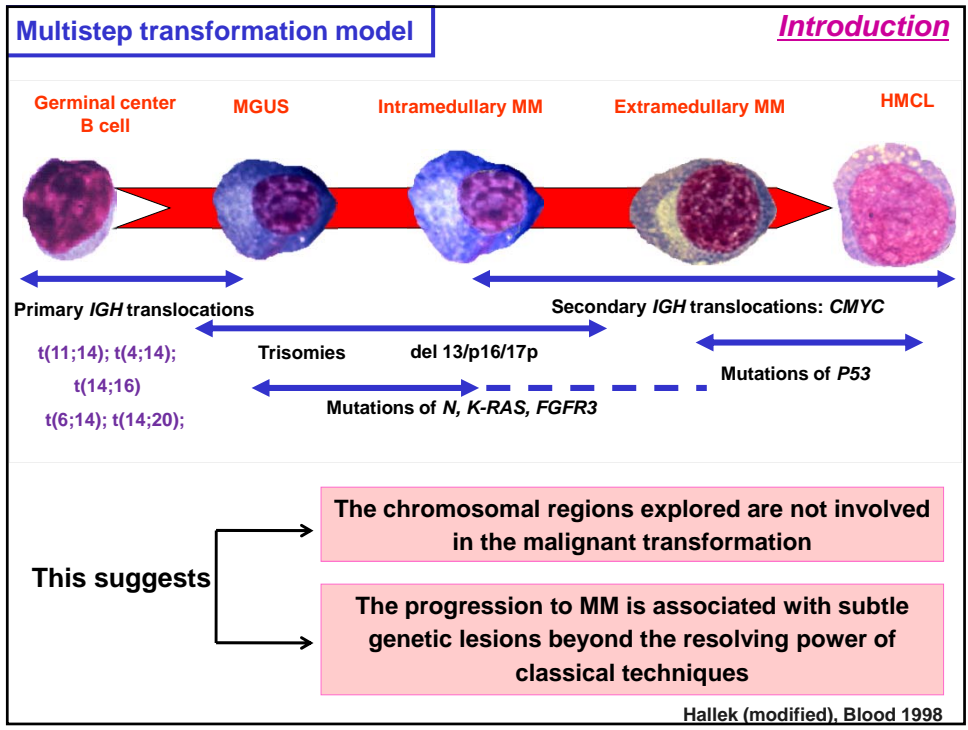 Multistep transformation model
Introduction
Germinal center
B cell
MGUS
Intramedullary MM
Extramedullary MM
HMCL
Primary IGH translocations
Secondary IGH translocations: CMYC
t(11;14); t(4;14);
t(14;16)
t(6;14); t(14;20);
Trisomies
del 13/p16/17p
Mutations of P53
Mutations of N, K-RAS, FGFR3
This suggests
The chromosomal regions explored are not involved
in the malignant transformation
The progression to MM is associated with subtle
genetic lesions beyond the resolving power of
classical techniques
Hallek (modified), Blood 1998